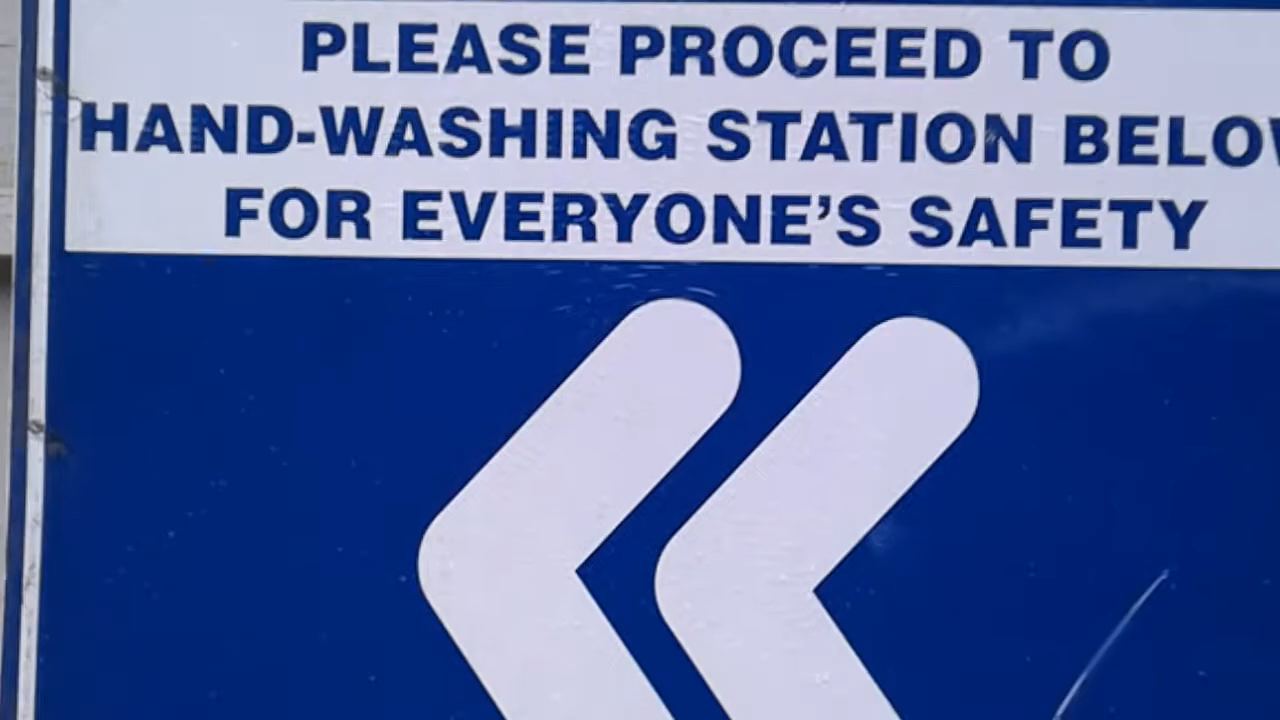 PLEASE PROCEED TO
HAND-WASHING STATION BELOW
FOR EVERYONE'S SAFETY